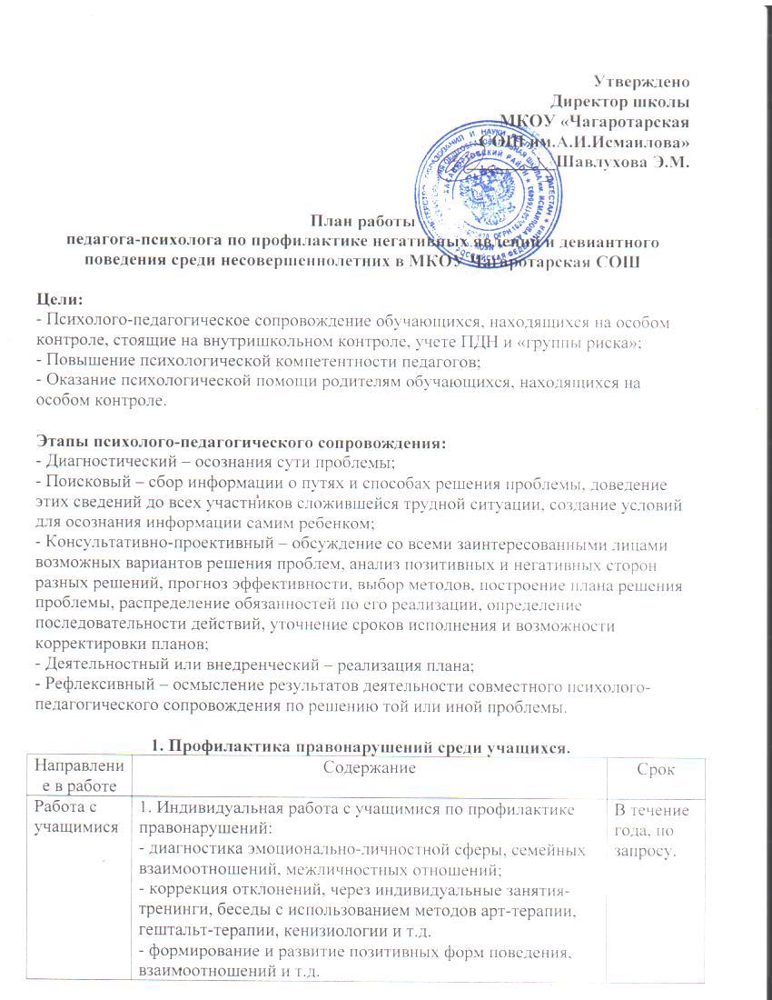 Утверждено
Директор школы
МКОУ «Чагаротарская
СОШ им.А.И.Исмаилова»
Шавлухова Э.М.
План работы
педагога-психолога по профилактике негативных явлений и девиантного
поведения среди несовершеннолетних в МКОУ Чагаротарская СОШ
Цели:
- Психолого-педагогическое сопровождение обучающихся, находящихся на особом
контроле, стоящие на внутришкольном контроле, учете ПДН и «группы риска»;
- Повышение психологической компетентности педагогов;
- Оказание психологической помощи родителям обучающихся, находящихся на
особом контроле.
Этапы психолого-педагогического сопровождения:
- Диагностический – осознания сути проблемы;
- Поисковый – сбор информации о путях и способах решения проблемы, доведение
этих сведений до всех участников сложившейся трудной ситуации, создание условий
для осознания информации самим ребенком;
- Консультативно-проективный – обсуждение со всеми заинтересованными лицами
возможных вариантов решения проблем, анализ позитивных и негативных сторон
разных решений, прогноз эффективности, выбор методов, построение плана решения
проблемы, распределение обязанностей по его реализации, определение
последовательности действий, уточнение сроков исполнения и возможности
корректировки планов;
- Деятельностный или внедренческий – реализация плана;
- Рефлексивный – осмысление результатов деятельности совместного психолого-
педагогического сопровождения по решению той или иной проблемы.
1. Профилактика правонарушений среди учащихся.
Направлени Содержание Срок
е в работе
Работа с 1. Индивидуальная работа с учащимися по профилактике В течение
учащимися правонарушений: года, по
- диагностика эмоционально-личностной сферы, семейных запросу.
взаимоотношений, межличностных отношений;
- коррекция отклонений, через индивидуальные занятия-
тренинги, беседы с использованием методов арт-терапии,
гештальт-терапии, кенизиологии и т.д.
- формирование и развитие позитивных форм поведения,
взаимоотношений и т.д.